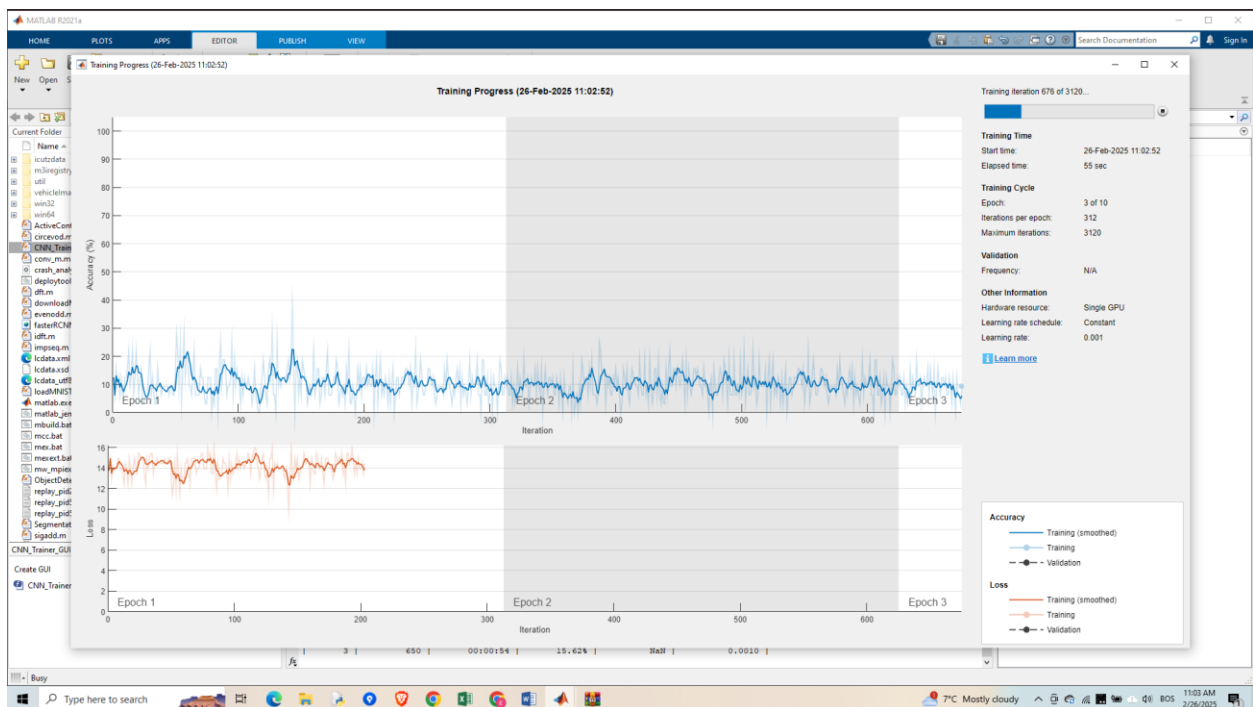 MATLAB R2021a
HOME PLOTS APPS EDITOR PUBLISH VIEW
Search Documentation
Sign In
New Open
Training Progress (26-Feb-2025 11:02:52)
Current Folder
Name
icutzdata
m3iregistry
util
vehicleIma
win32
win64
ActiveCont
circevod.m
CNN_Train
conv_m.m
crash_anal
deploytool
dft.m
download
evenodd.m
fasterRCNN
idft.m
impseq.m
lcdata.xml
lcdata.xsd
lcdata_utf8
loadMNIST
matlab.exe
matlab_jen
mbuild.bat
mcc.bat
mex.bat
mexext.bat
mw_mpiex
ObjectDete
replay_pid
replay_pid
replay_pid
Segmentat
sigadd.m
CNN_Trainer_GUI
Create GUI
CNN_Trainer
Training Progress (26-Feb-2025 11:02:52)
Accuracy (%)
100
90
80
70
60
50
40
30
20
10
0
Epoch 1 Epoch 2 Epoch 3
0 100 200 300 400 500 600
Iteration
Loss
16
14
12
10
8
6
4
2
0
Epoch 1 Epoch 2 Epoch 3
0 100 200 300 400 500 600
Iteration
Training iteration 676 of 3120...
Training Time
Start time: 26-Feb-2025 11:02:52
Elapsed time: 55 sec
Training Cycle
Epoch: 3 of 10
Iterations per epoch: 312
Maximum iterations: 3120
Validation
Frequency: N/A
Other Information
Hardware resource: Single GPU
Learning rate schedule: Constant
Learning rate: 0.001
Learn more
Accuracy
Training (smoothed)
Training
Validation
Loss
Training (smoothed)
Training
Validation
fx | 3 | 650 | 00:00:54 | 15.62% | NaN | 0.0010 |
Busy
Type here to search
7°C Mostly cloudy
BOS
11:03 AM
2/26/2025